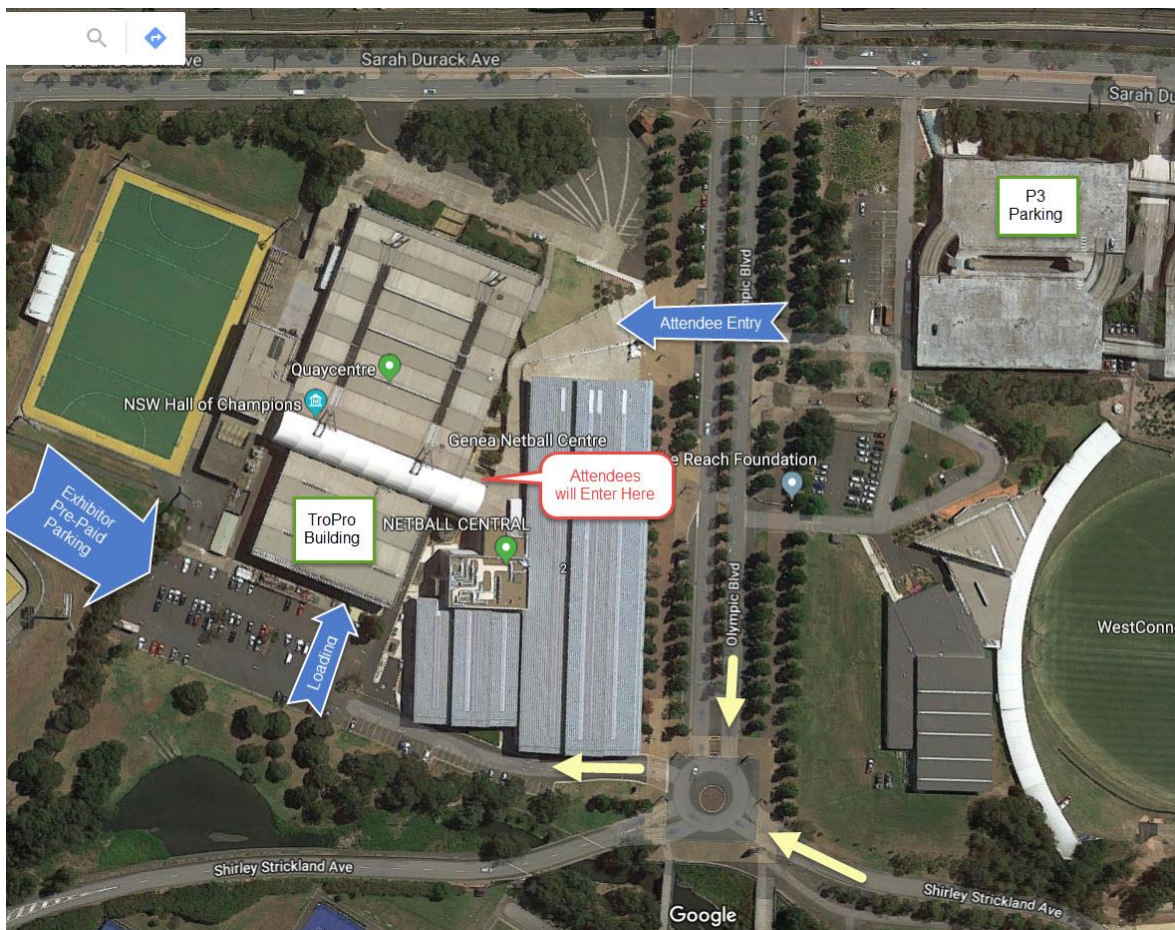 Sarah Durack Ave
Sarah Du
P3
Parking
Olympic Blvd
Attendee Entry
Quaycentre
NSW Hall of Champions
Genea Netball Centre
Reach Foundation
Attendees
will Enter Here
Exhibitor
Pre-Paid
Parking
TroPro
Building
NETBALL CENTRAL
2
Olympic Blvd
WestConn
Loading
Shirley Strickland Ave
Shirley Strickland Ave
Google